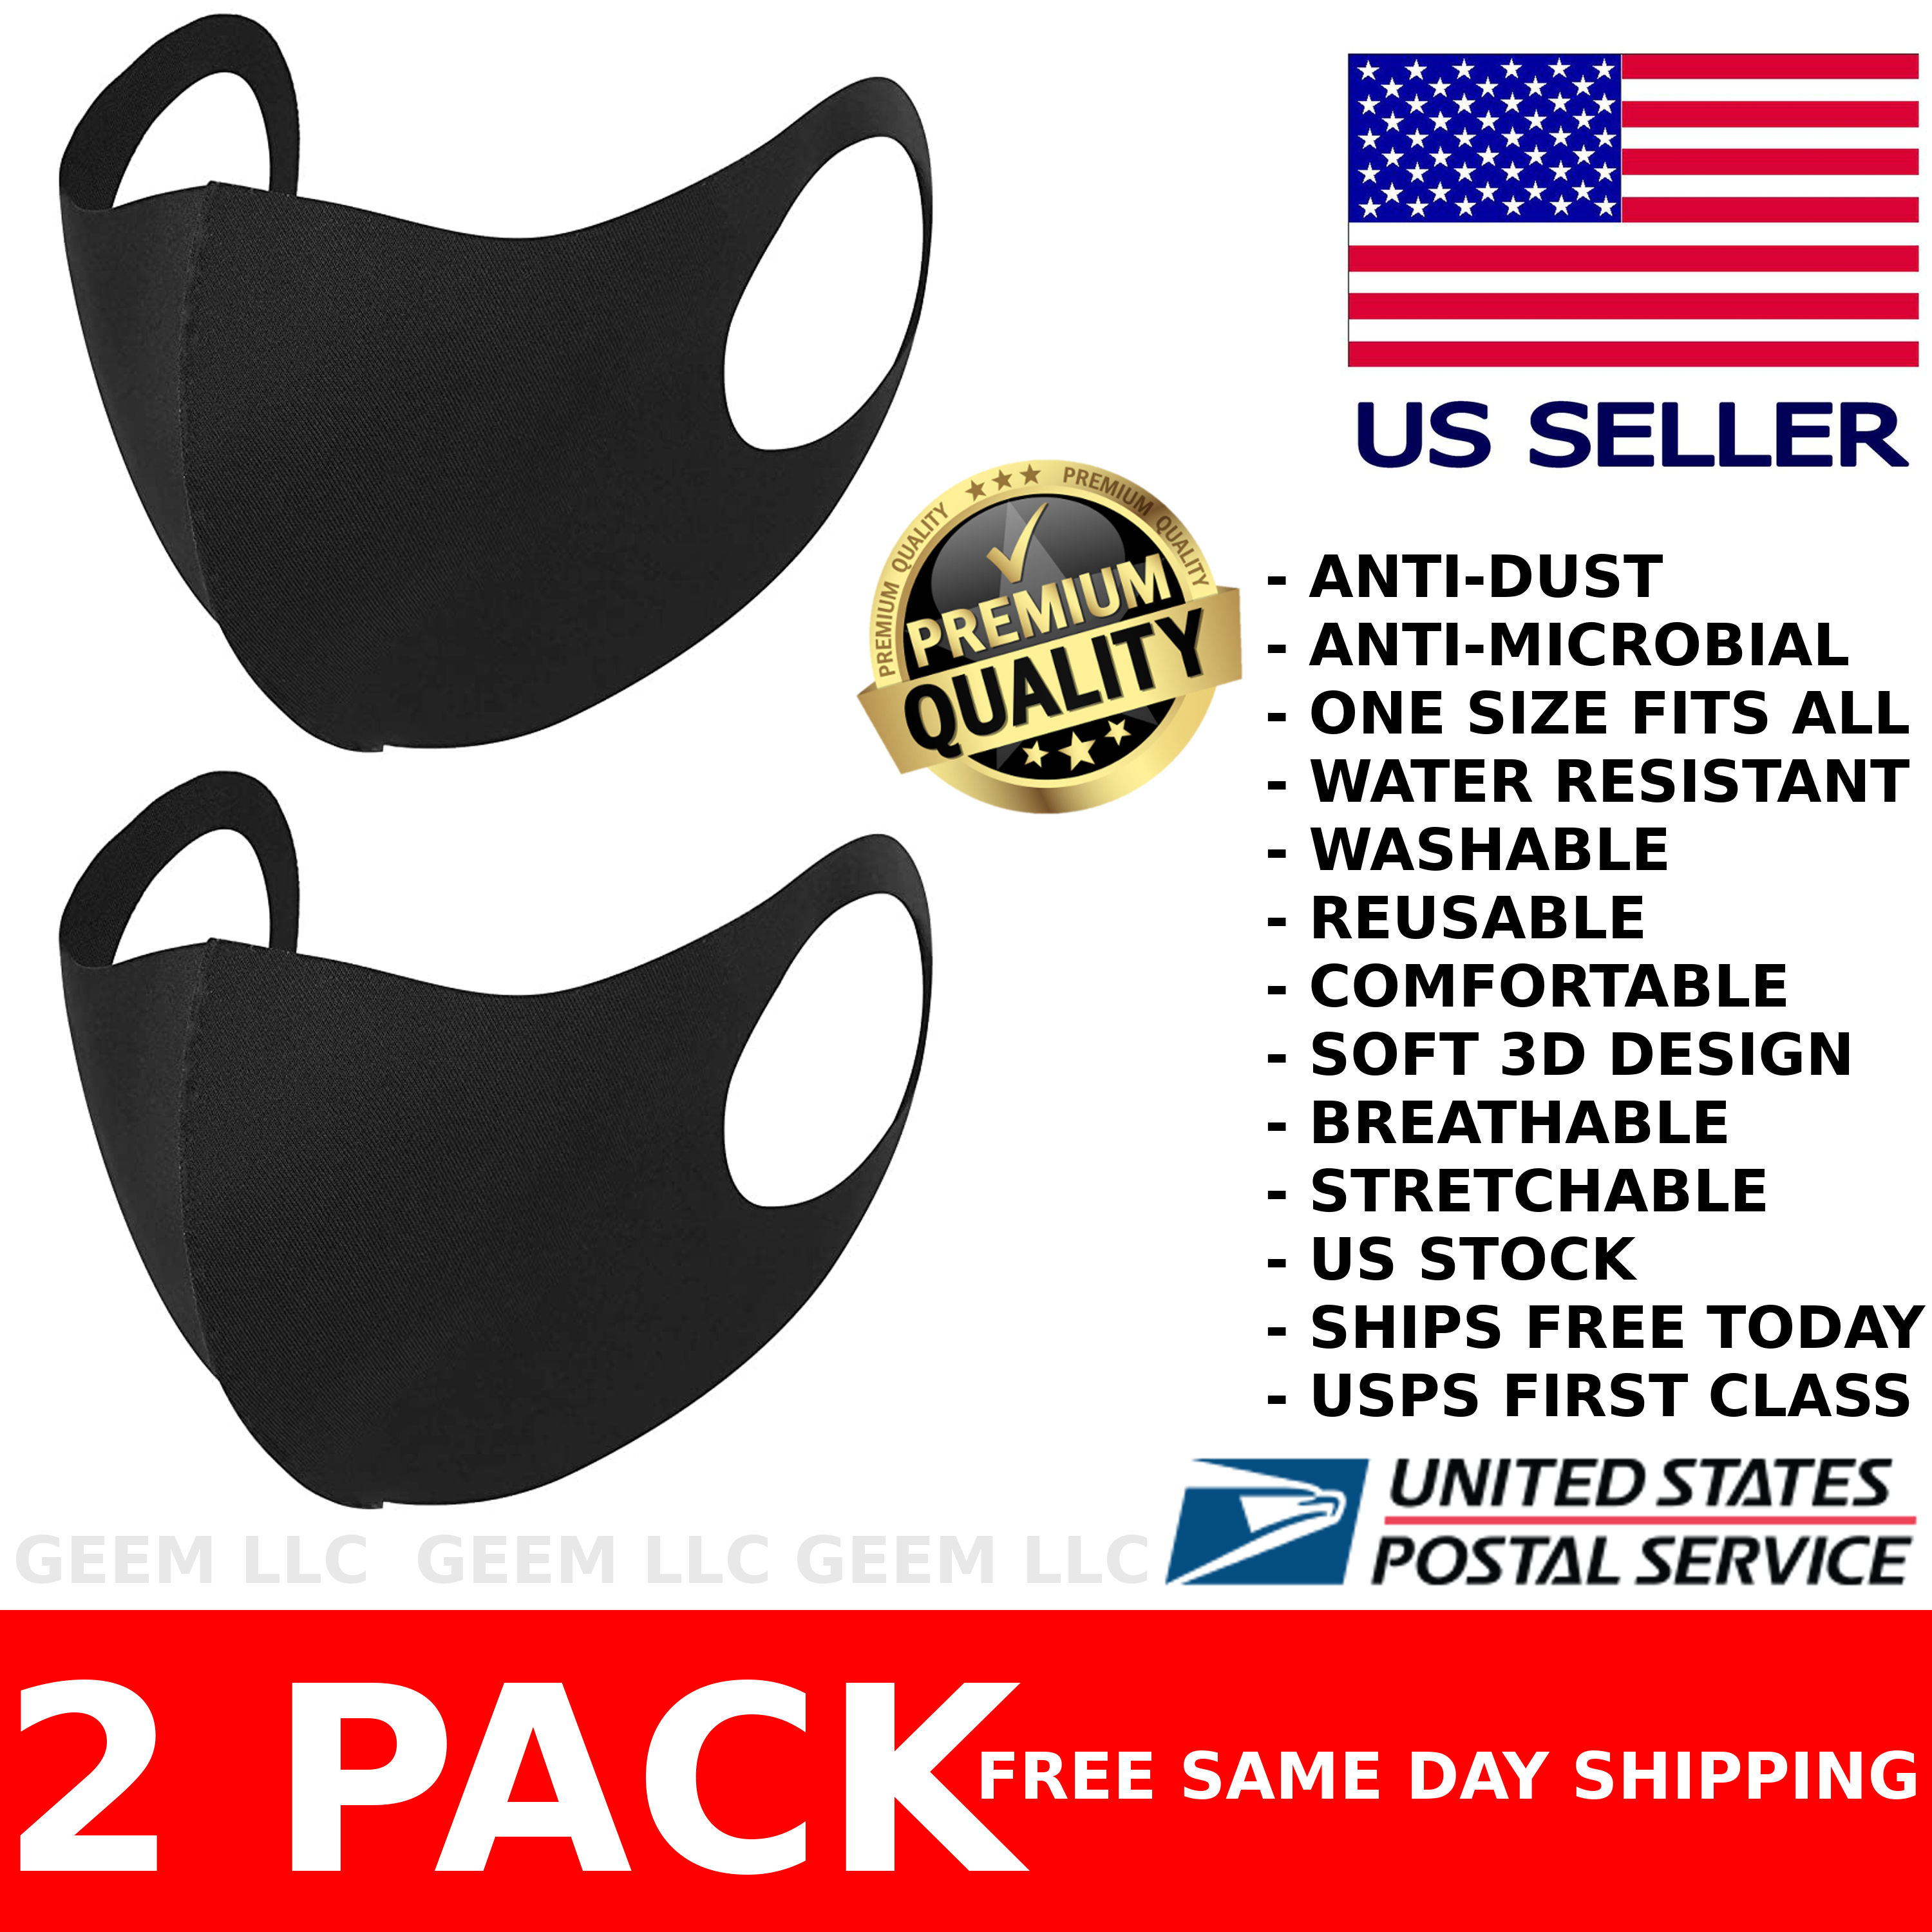 US SELLER
PREMIUM QUALITY ★★★ PREMIUM QUALITY
PREMIUM
QUALITY
- ANTI-DUST
- ANTI-MICROBIAL
- ONE SIZE FITS ALL
- WATER RESISTANT
- WASHABLE
- REUSABLE
- COMFORTABLE
- SOFT 3D DESIGN
- BREATHABLE
- STRETCHABLE
- US STOCK
- SHIPS FREE TODAY
- USPS FIRST CLASS
UNITED STATES
POSTAL SERVICE
GEEM LLC GEEM LLC GEEM LLC
2 PACK
FREE SAME DAY SHIPPING